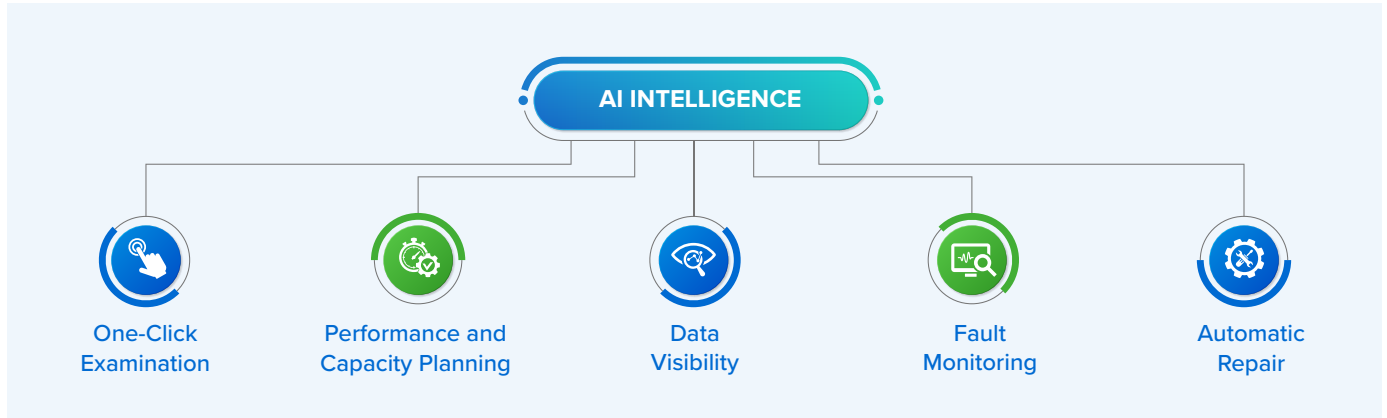 AI INTELLIGENCE
One-Click
Examination
Performance and
Capacity Planning
Data
Visibility
Fault
Monitoring
Automatic
Repair